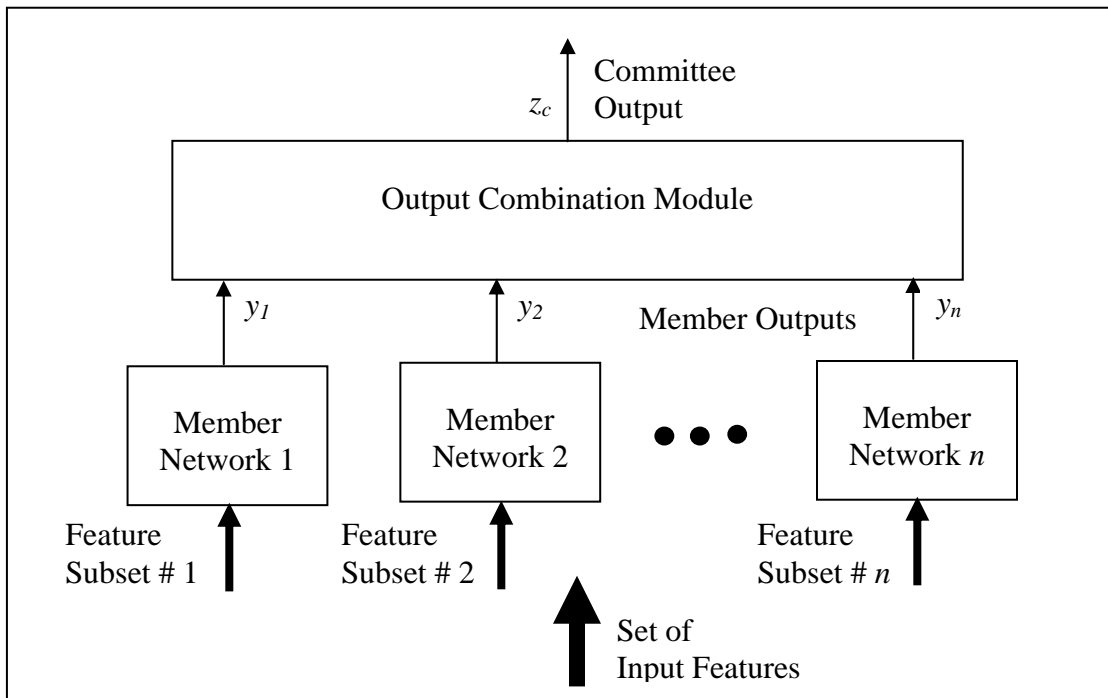 Committee
Output
z_c
Output Combination Module
y_1
y_2
Member Outputs
y_n
Member
Network 1
Member
Network 2
Member
Network n
Feature
Subset # 1
Feature
Subset # 2
Feature
Subset # n
Set of
Input Features